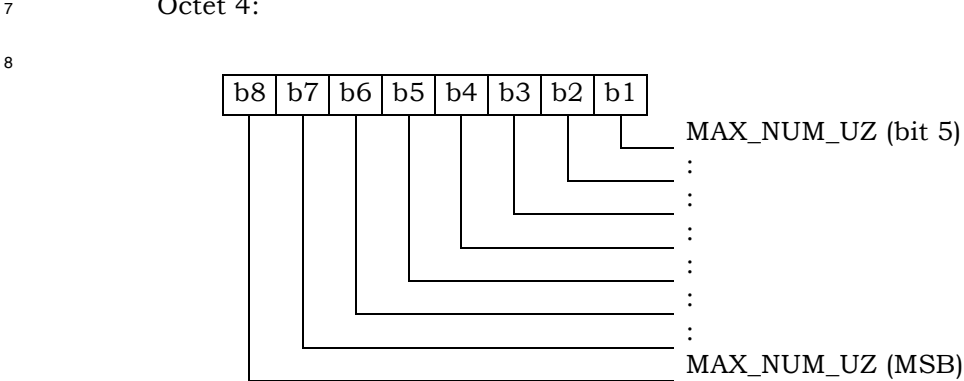 7 Octet 4:
8
b8 b7 b6 b5 b4 b3 b2 b1
MAX_NUM_UZ (bit 5)
:
:
:
:
:
:
MAX_NUM_UZ (MSB)